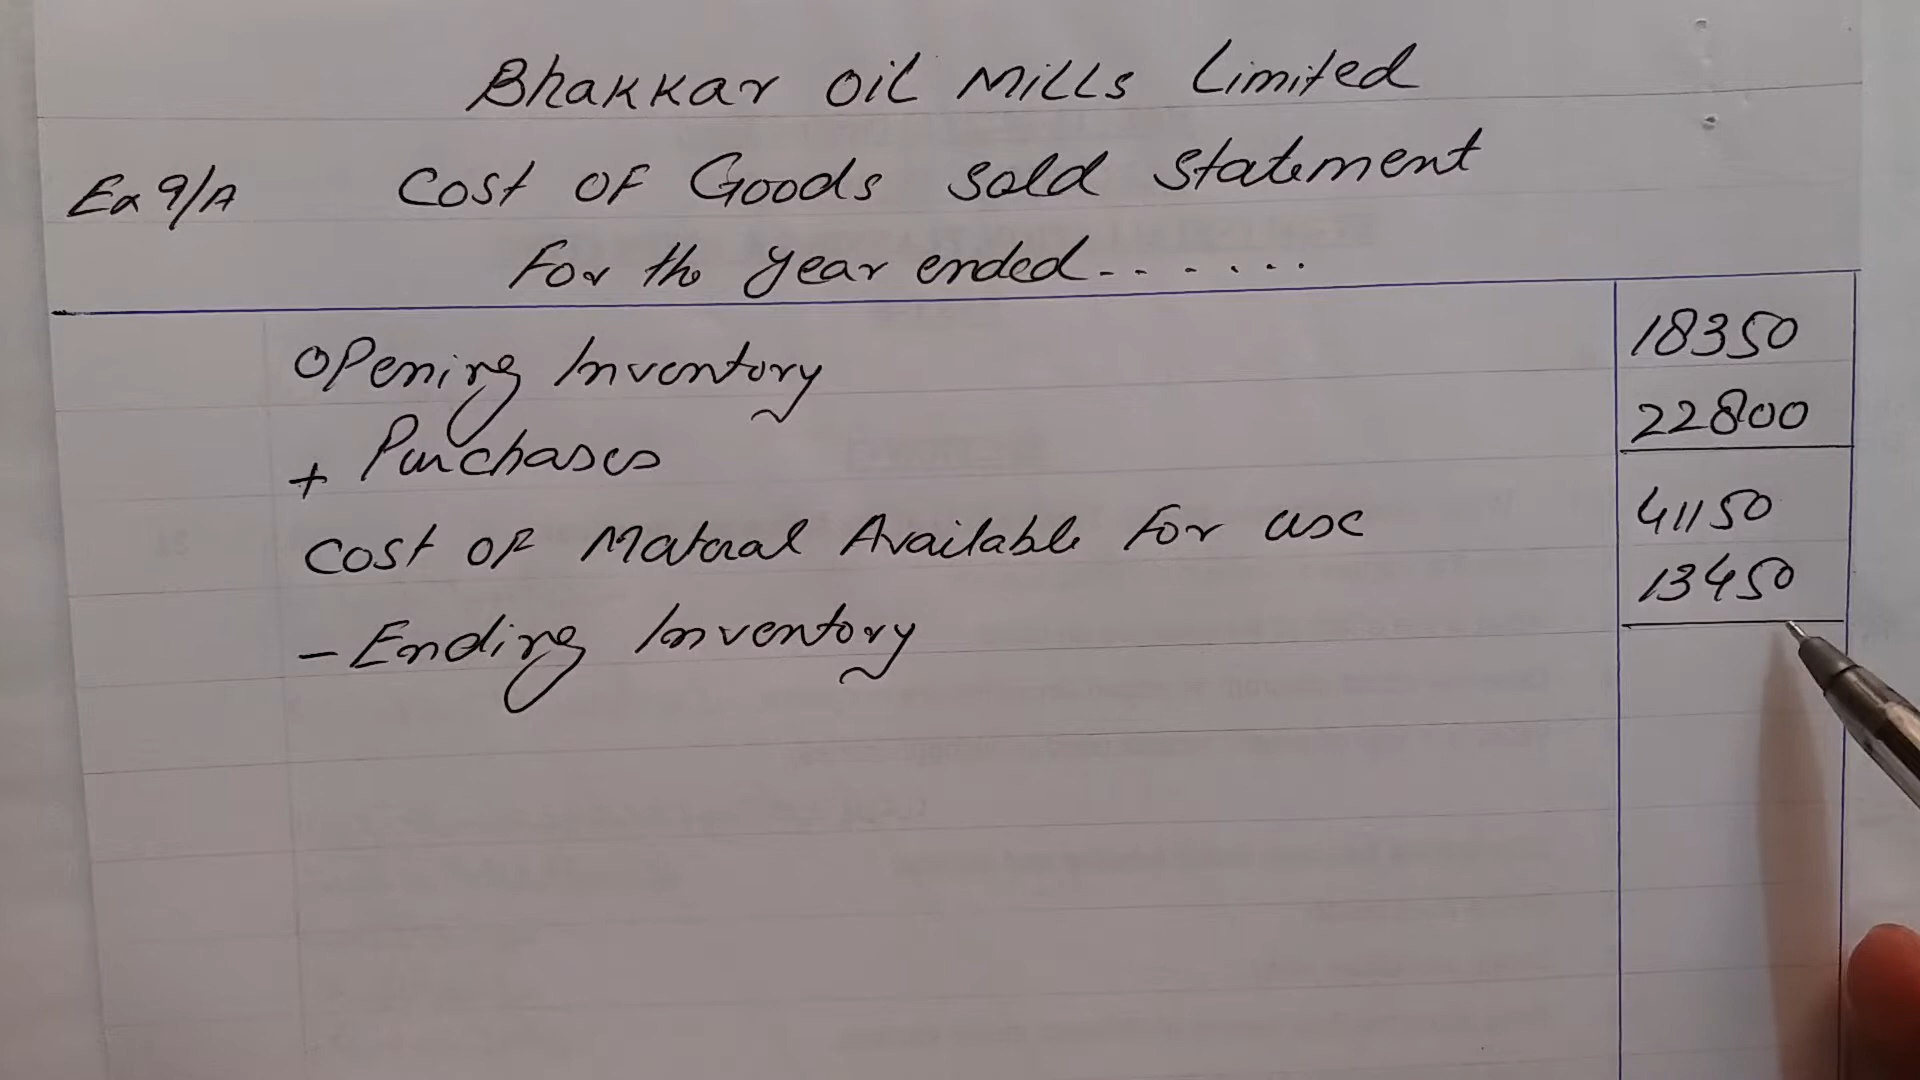 Bhakkar Oil Mills Limited
Ex 9/A Cost of Goods Sold Statement
For the year ended.......
Opening Inventory 18350
+ Purchases 22800
Cost of Mataral Available For use 41150
- Ending Inventory 13450